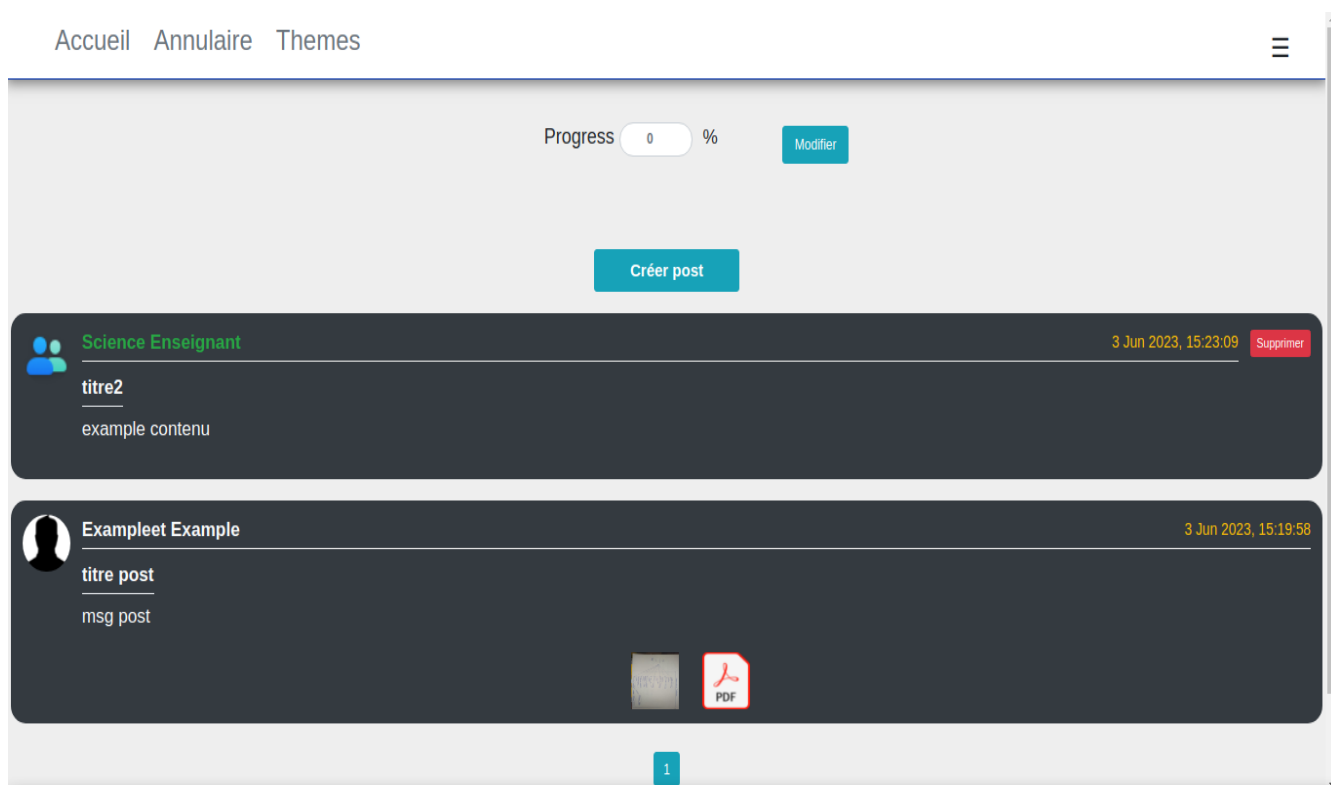 Accueil Annulaire Themes
Progress 0 % Modifier
Créer post
Science Enseignant 3 Jun 2023, 15:23:09 Supprimer
titre2
example contenu
Exampleet Example 3 Jun 2023, 15:19:58
titre post
msg post
PDF
1